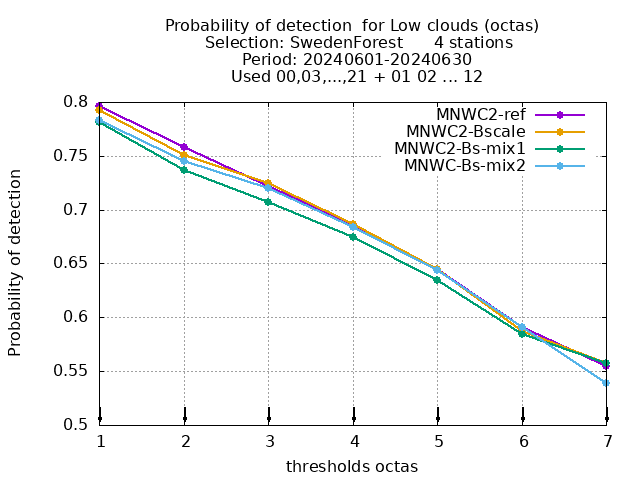 Probability of detection  for Low clouds (octas)
Selection: SwedenForest      4 stations
Period: 20240601-20240630
Used 00,03,...,21 + 01 02 ... 12
MNWC2-ref
MNWC2-Bscale
MNWC2-Bs-mix1
MNWC-Bs-mix2
0.8
0.75
0.7
0.65
0.6
0.55
0.5
Probability of detection
1 2 3 4 5 6 7
thresholds octas